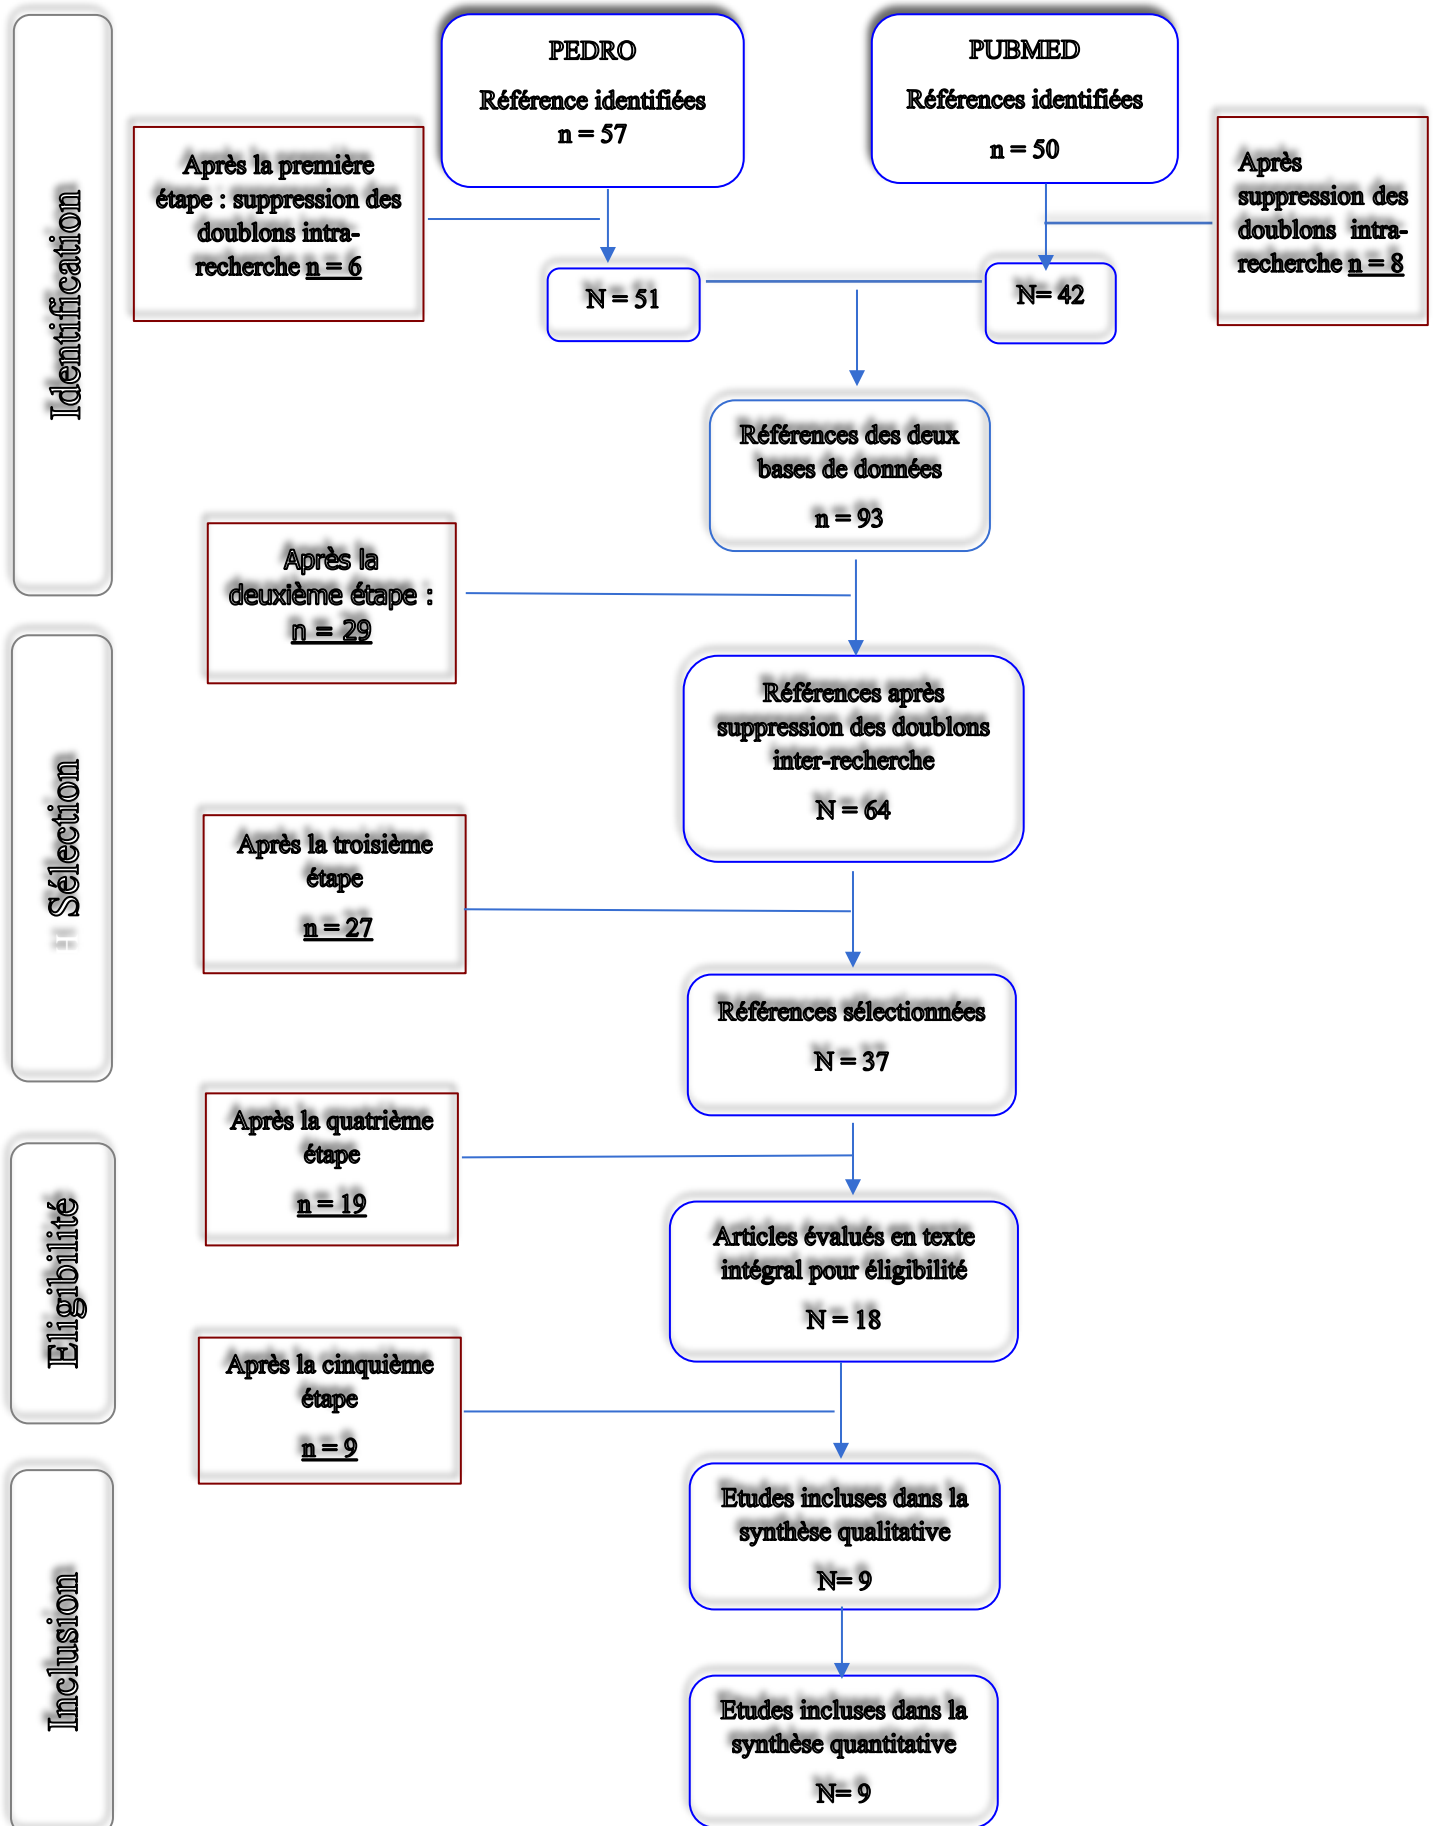 Identification
PEDRO
Référence identifiées
n = 57
PUBMED
Références identifiées
n = 50
Après la première
étape : suppression des
doublons intra-
recherche n = 6
Après
suppression des
doublons intra-
recherche n = 8
N = 51
N= 42
Références des deux
bases de données
n = 93
Après la
deuxième étape :
n = 29
Sélection
Références après
suppression des doublons
inter-recherche
N = 64
Après la troisième
étape
n = 27
Références sélectionnées
N = 37
Eligibilité
Après la quatrième
étape
n = 19
Articles évalués en texte
intégral pour éligibilité
N = 18
Après la cinquième
étape
n = 9
Inclusion
Etudes incluses dans la
synthèse qualitative
N= 9
Etudes incluses dans la
synthèse quantitative
N= 9